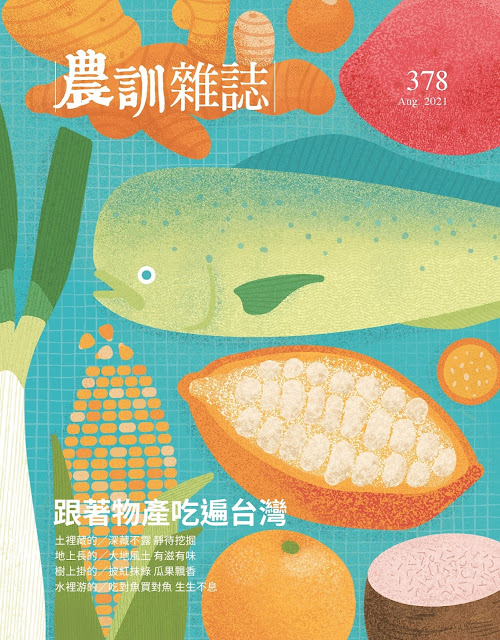 農訓雜誌
378
Aug. 2021
跟著物產吃遍台灣
土裡藏的／深藏不露 靜待挖掘
地上長的／大地風土 有滋有味
樹上掛的／披紅抹綠 瓜果飄香
水裡游的／吃對魚買對魚 生生不息